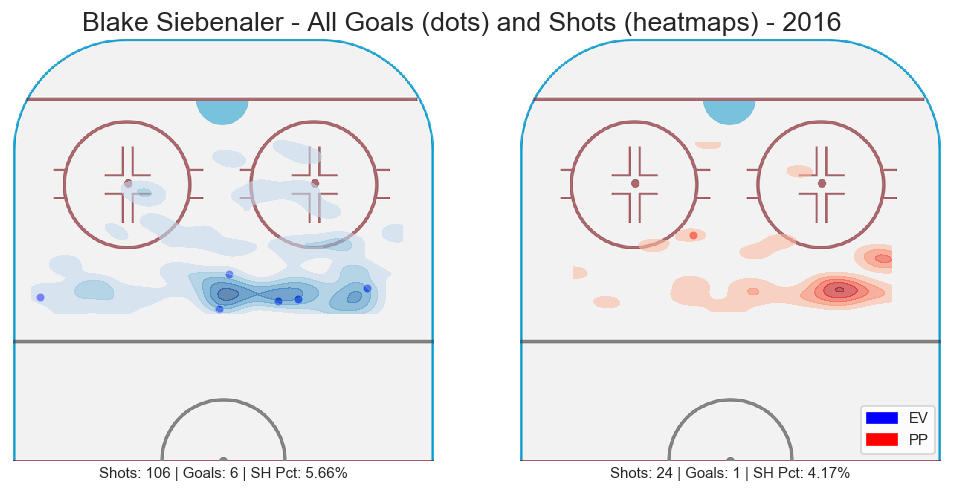 Blake Siebenaler - All Goals (dots) and Shots (heatmaps) - 2016
EV
PP
Shots: 106 | Goals: 6 | SH Pct: 5.66%
Shots: 24 | Goals: 1 | SH Pct: 4.17%